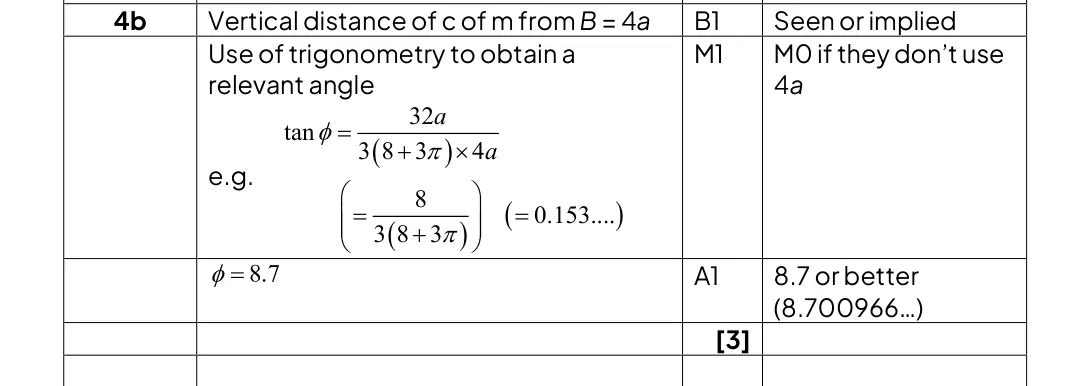 4b Vertical distance of c of m from B = 4a B1 Seen or implied
Use of trigonometry to obtain a relevant angle M1 M0 if they don't use 4a
e.g. tan ϕ = 32a / (3(8 + 3π) × 4a)
(= 8 / (3(8 + 3π))) (= 0.153....)
ϕ = 8.7 A1 8.7 or better
(8.700966...)
[3]